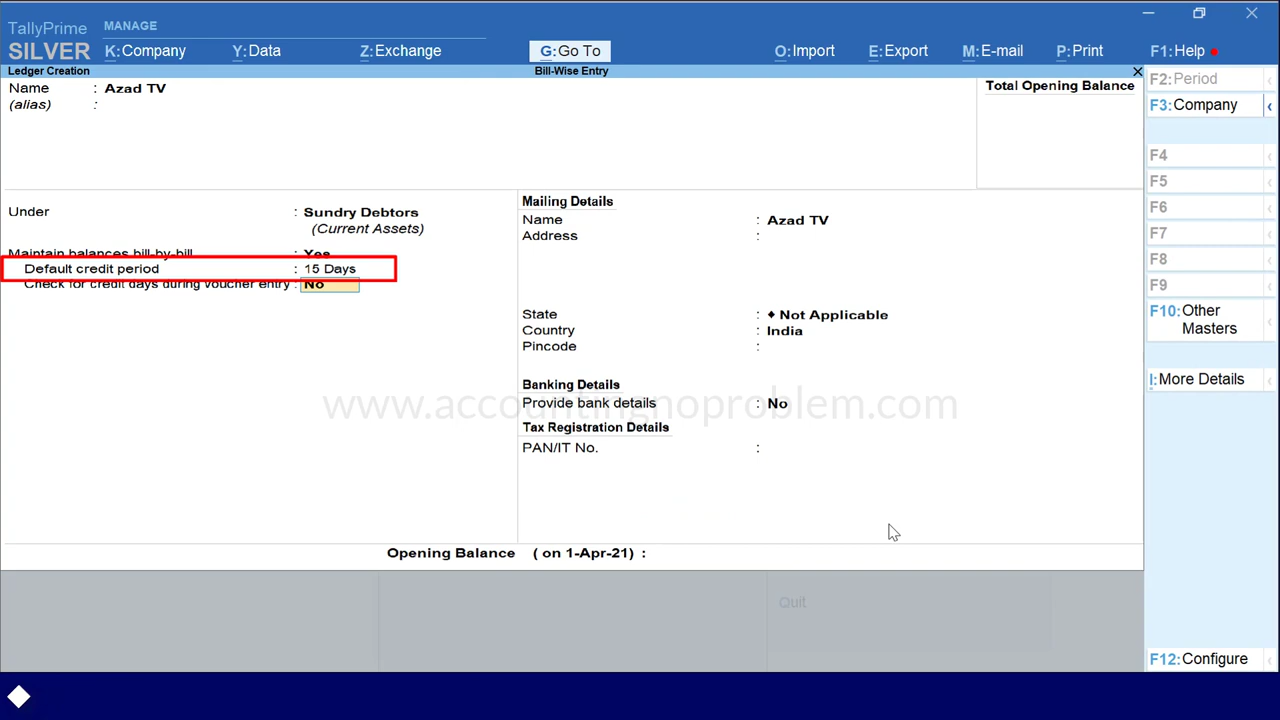 TallyPrime
SILVER
MANAGE
K:Company
Y:Data
Z:Exchange
G:Go To
O:Import
E:Export
M:E-mail
P:Print
F1:Help
Ledger Creation
Bill-Wise Entry
Name : Azad TV
(alias) :
Total Opening Balance
Under : Sundry Debtors
(Current Assets)
Maintain balances bill-by-bill : Yes
Default credit period : 15 Days
Check for credit days during voucher entry : No
Mailing Details
Name : Azad TV
Address :
State : ♦ Not Applicable
Country : India
Pincode :
Banking Details
Provide bank details : No
Tax Registration Details
PAN/IT No. :
www.accountingnoproblem.com
Opening Balance ( on 1-Apr-21) :
Quit
F2:Period
F3:Company
F4
F5
F6
F7
F8
F9
F10:Other
Masters
I:More Details
F12:Configure